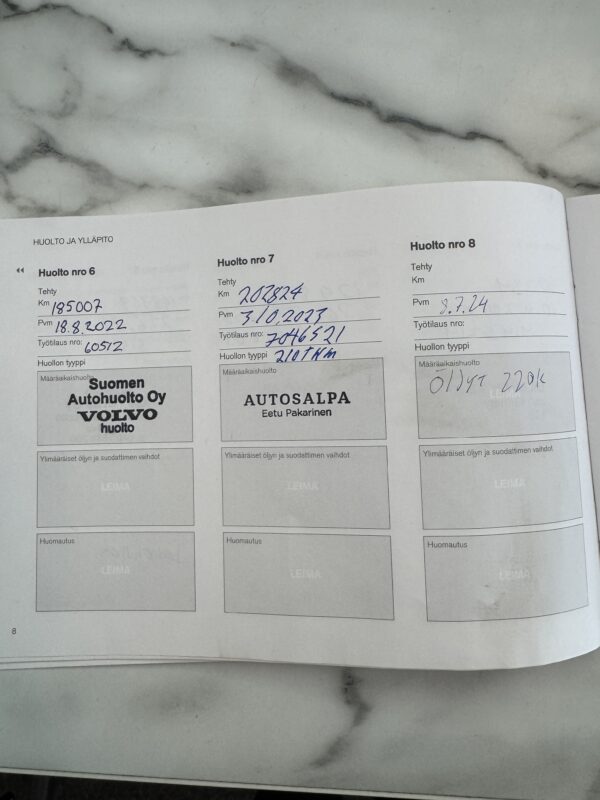 HUOLTO JA YLLÄPITO
Huolto nro 6
Tehty
Km 185007
Pvm 18.8.2022
Työtilaus nro: 60512
Huollon tyyppi
Määräaikaishuolto
Suomen
Autohuolto Oy
VOLVO
huolto
Ylimääräiset öljyn ja suodattimen vaihdot
LEIMA
Huomautus
8
Huolto nro 7
Tehty
Km 202824
Pvm 3.10.2023
Työtilaus nro: 7046521
Huollon tyyppi 210TKm
Määräaikaishuolto
AUTOSALPA
Eetu Pakarinen
Ylimääräiset öljyn ja suodattimen vaihdot
LEIMA
Huomautus
LEIMA
Huolto nro 8
Tehty
Km
Pvm 8.7.24
Työtilaus nro:
Huollon tyyppi
Määräaikaishuolto
Öljyt 220k
LEIMA
Ylimääräiset öljyn ja suodattimen vaihdot
LEIMA
Huomautus
LEIMA